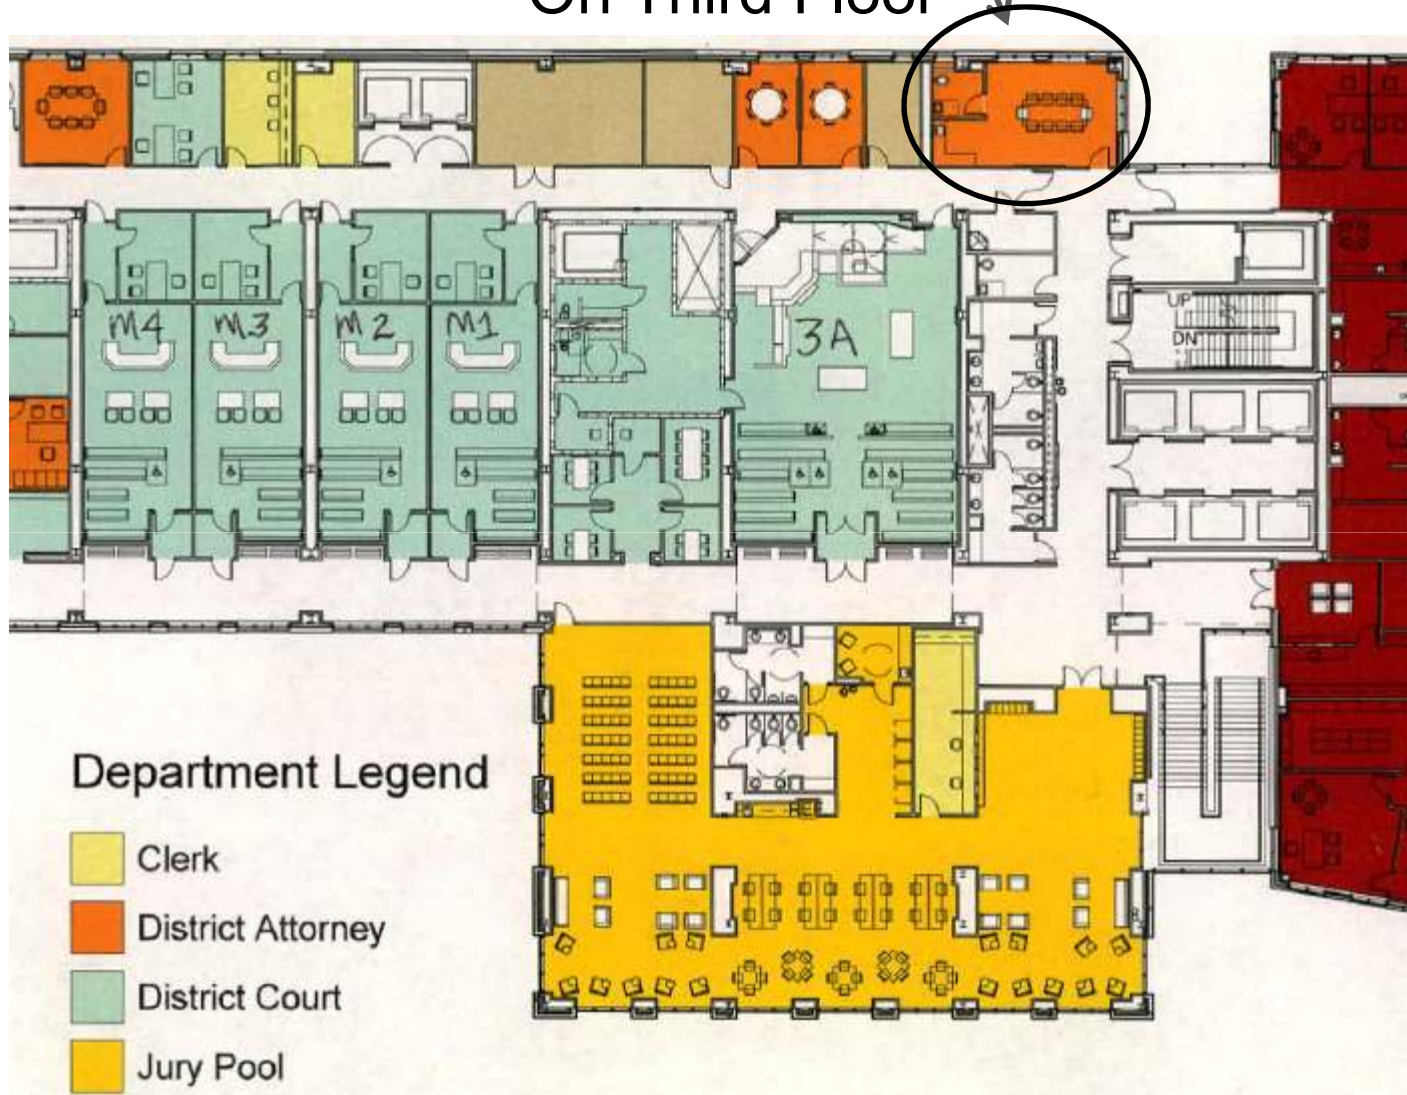 On Third Floor
M4 M3 M2 M1 3A
UP
DN
Department Legend
Clerk
District Attorney
District Court
Jury Pool